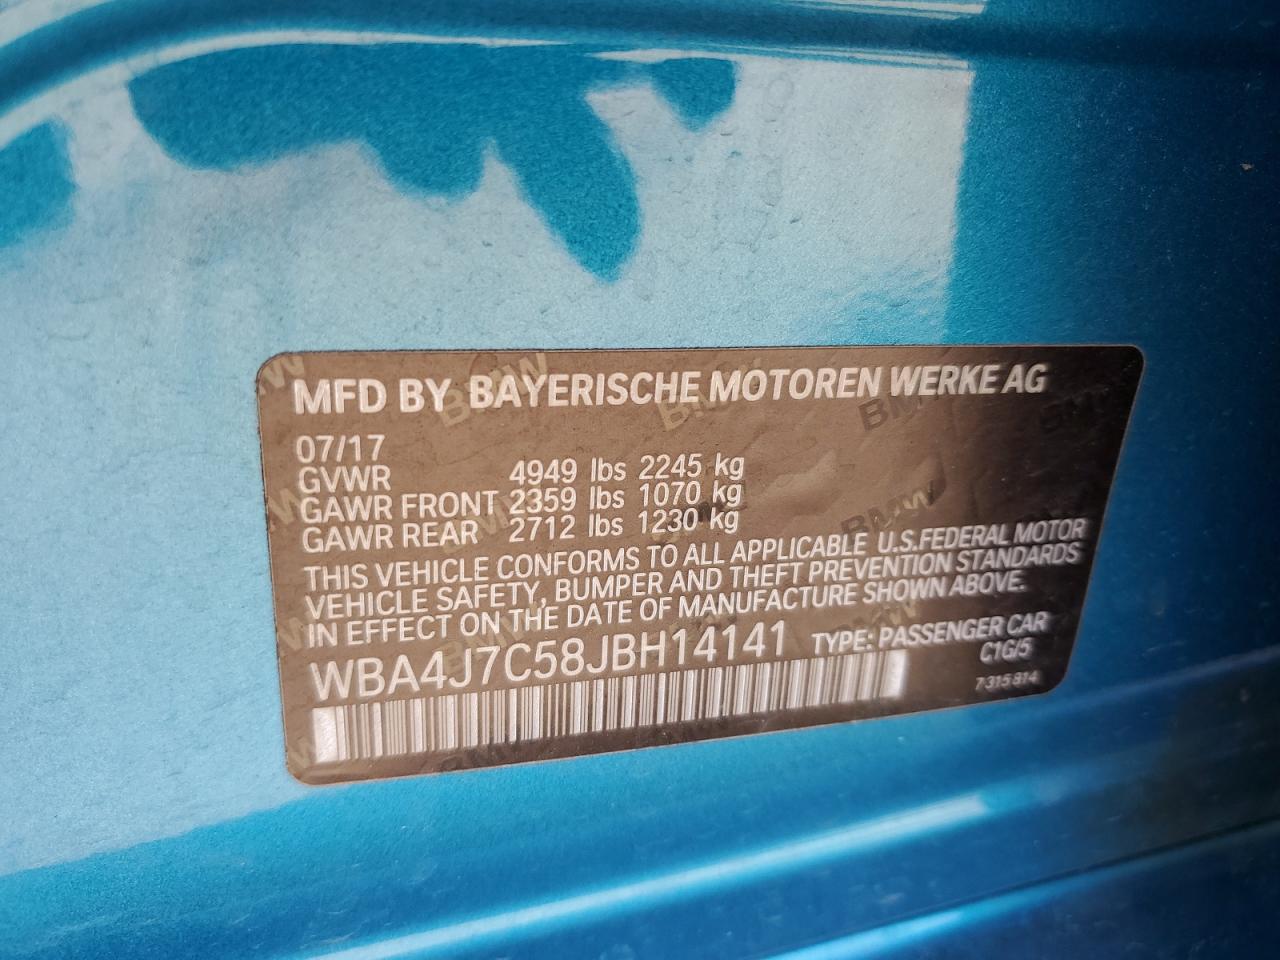 MFD BY BAYERISCHE MOTOREN WERKE AG
07/17
GVWR 4949 lbs 2245 kg
GAWR FRONT 2359 lbs 1070 kg
GAWR REAR 2712 lbs 1230 kg
THIS VEHICLE CONFORMS TO ALL APPLICABLE U.S.FEDERAL MOTOR
VEHICLE SAFETY, BUMPER AND THEFT PREVENTION STANDARDS
IN EFFECT ON THE DATE OF MANUFACTURE SHOWN ABOVE.
WBA4J7C58JBH14141 TYPE: PASSENGER CAR
C1G/5
7 315 814